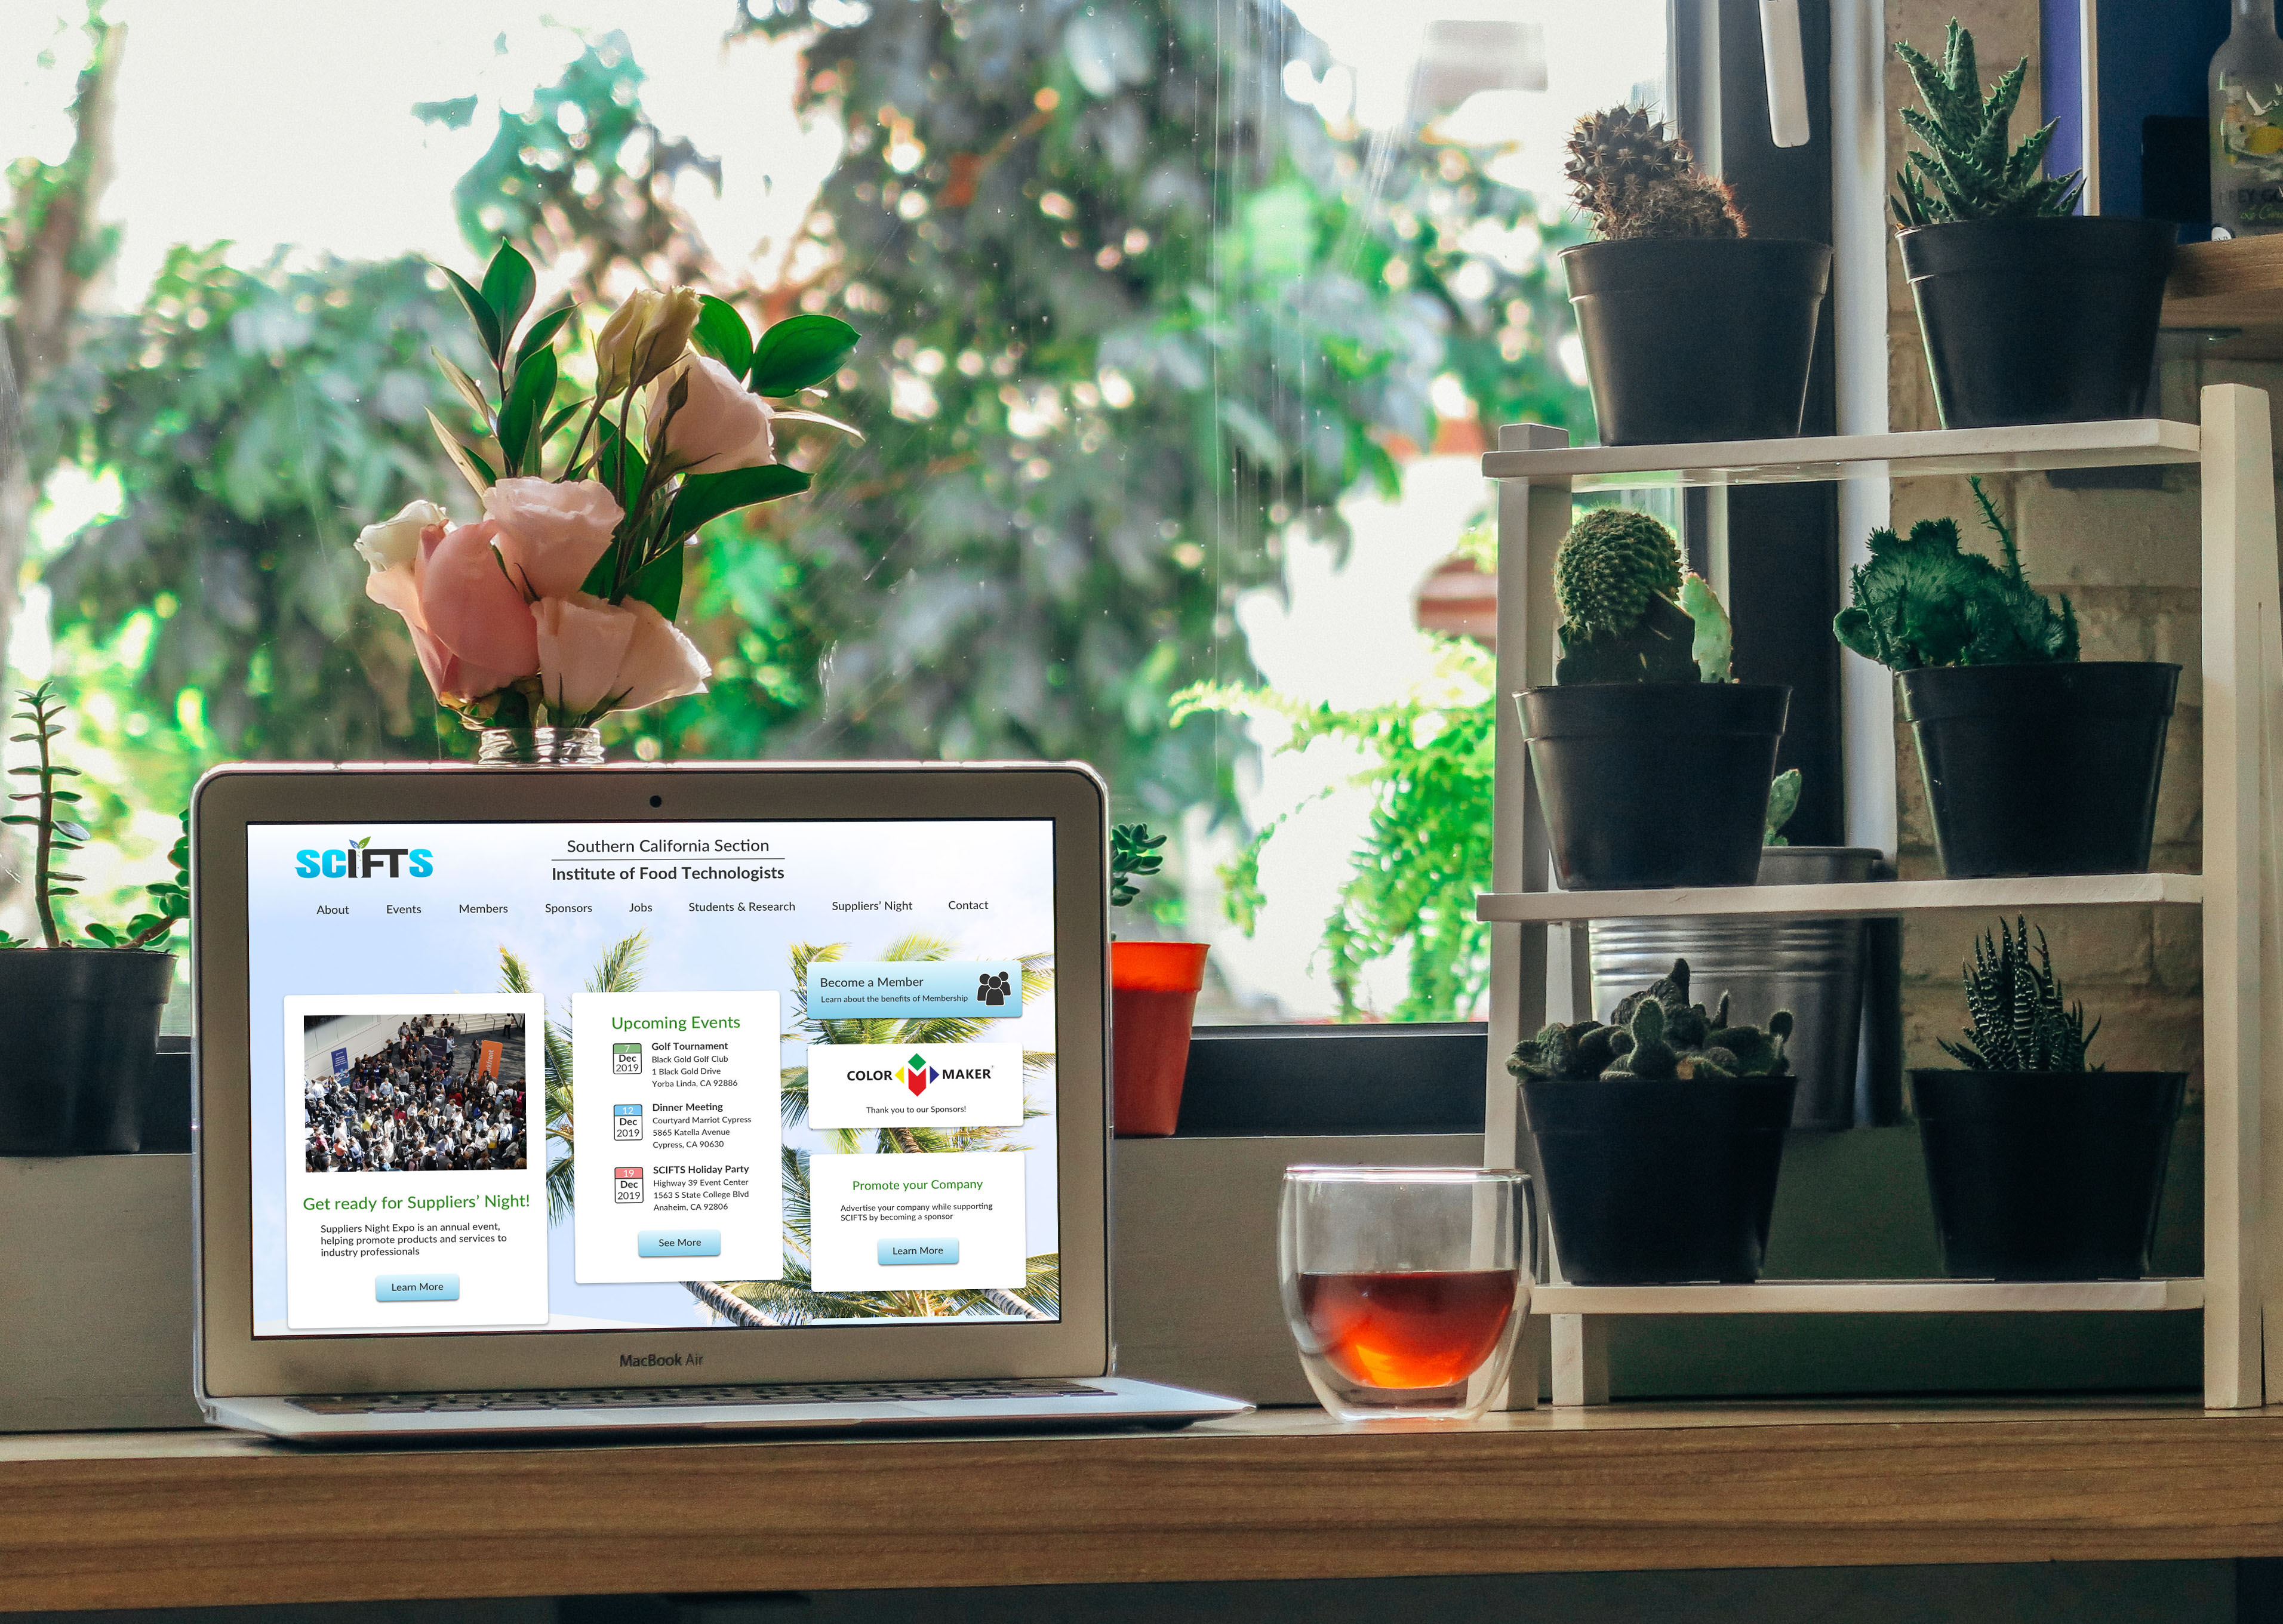 SCIFTS
Southern California Section
Institute of Food Technologists
About Events Members Sponsors Jobs Students & Research Suppliers' Night Contact
Get ready for Suppliers' Night!
Suppliers Night Expo is an annual event,
helping promote products and services to
industry professionals
Learn More
Upcoming Events
7
Dec
2019
Golf Tournament
Black Gold Golf Club
1 Black Gold Drive
Yorba Linda, CA 92886
12
Dec
2019
Dinner Meeting
Courtyard Marriot Cypress
5865 Katella Avenue
Cypress, CA 90630
19
Dec
2019
SCIFTS Holiday Party
Highway 39 Event Center
1563 S State College Blvd
Anaheim, CA 92806
See More
Become a Member
Learn about the benefits of Membership
COLOR MAKER
Thank you to our Sponsors!
Promote your Company
Advertise your company while supporting
SCIFTS by becoming a sponsor
Learn More
MacBook Air